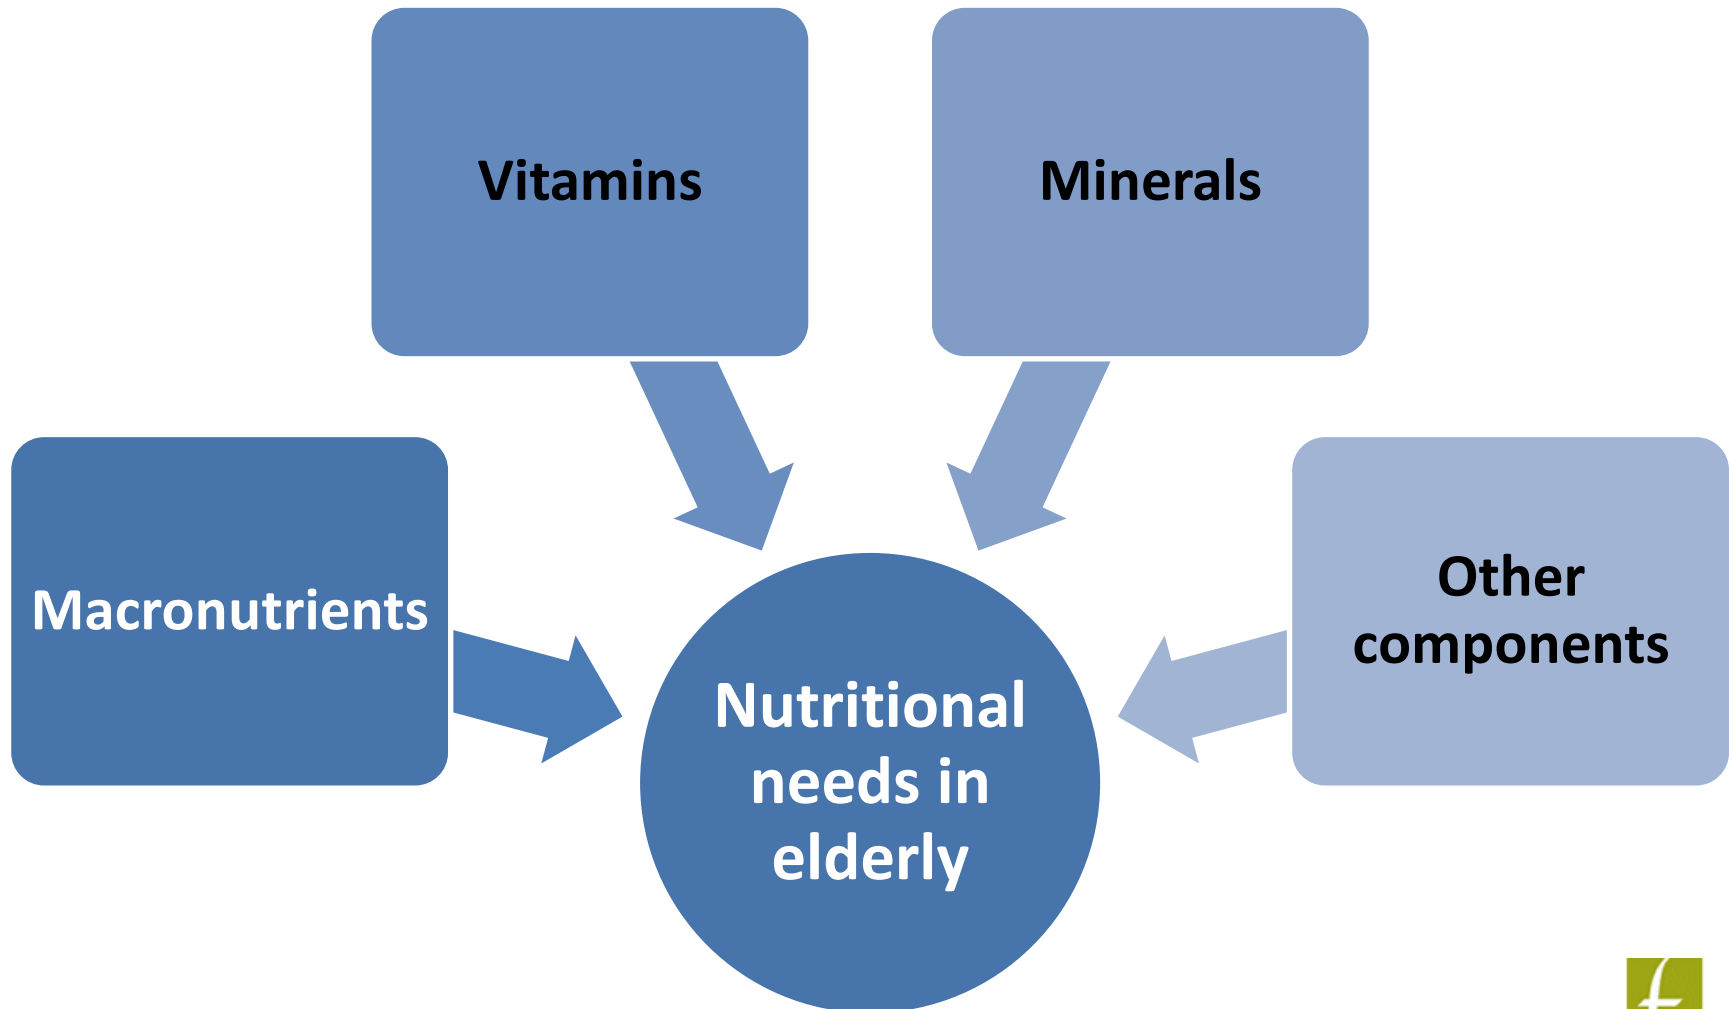 Vitamins
Minerals
Macronutrients
Other
components
Nutritional
needs in
elderly